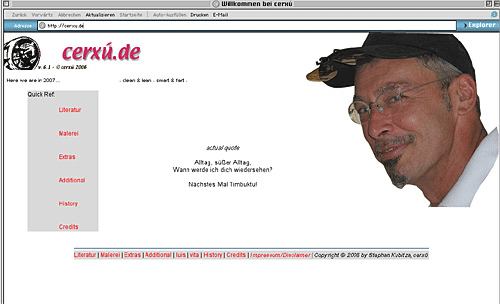 Willkommen bei cerxú
Zurück Vorwärts Abbrechen Aktualisieren Startseite Auto-Ausfüllen Drucken E-Mail
Adresse http://cerxu.de
Explorer
cerxú.de
v. 6.1 - © cerxú 2006
Here we are in 2007... - clean & lean - smart & fast -
Quick Ref:
Literatur
Malerei
Extras
Additional
History
Credits
actual quote
Alltag, süßer Alltag,
Wann werde ich dich wiedersehen?
Nächstes Mal Timbuktu!
Literatur | Malerei | Extras | Additional | luis | vita | History | Credits | Impressum/Disclaimer | Copyright © 2006 by Stephan Kubitza, cerxú